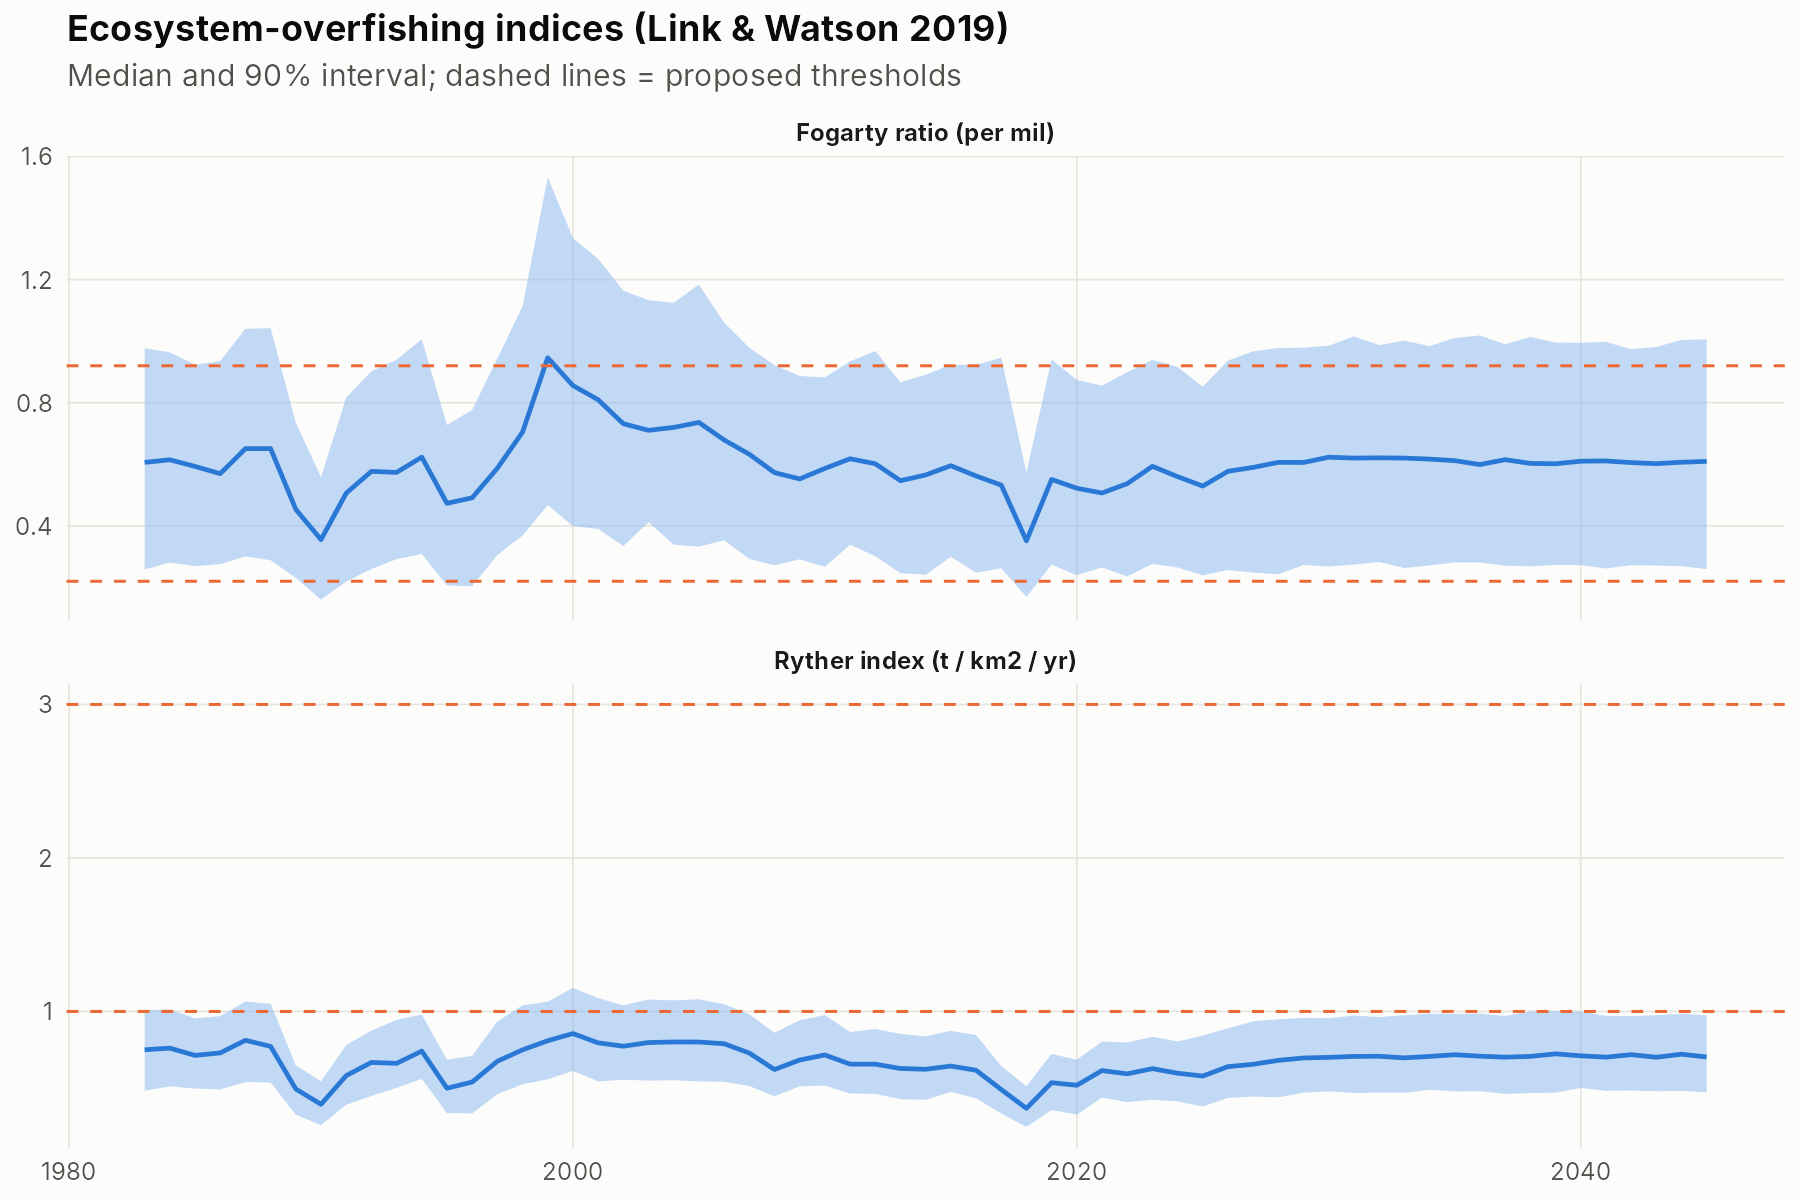 Ecosystem-overfishing indices (Link & Watson 2019)
Median and 90% interval; dashed lines = proposed thresholds
Fogarty ratio (per mil)
1.6
1.2
0.8
0.4
Ryther index (t / km2 / yr)
3
2
1
1980 2000 2020 2040